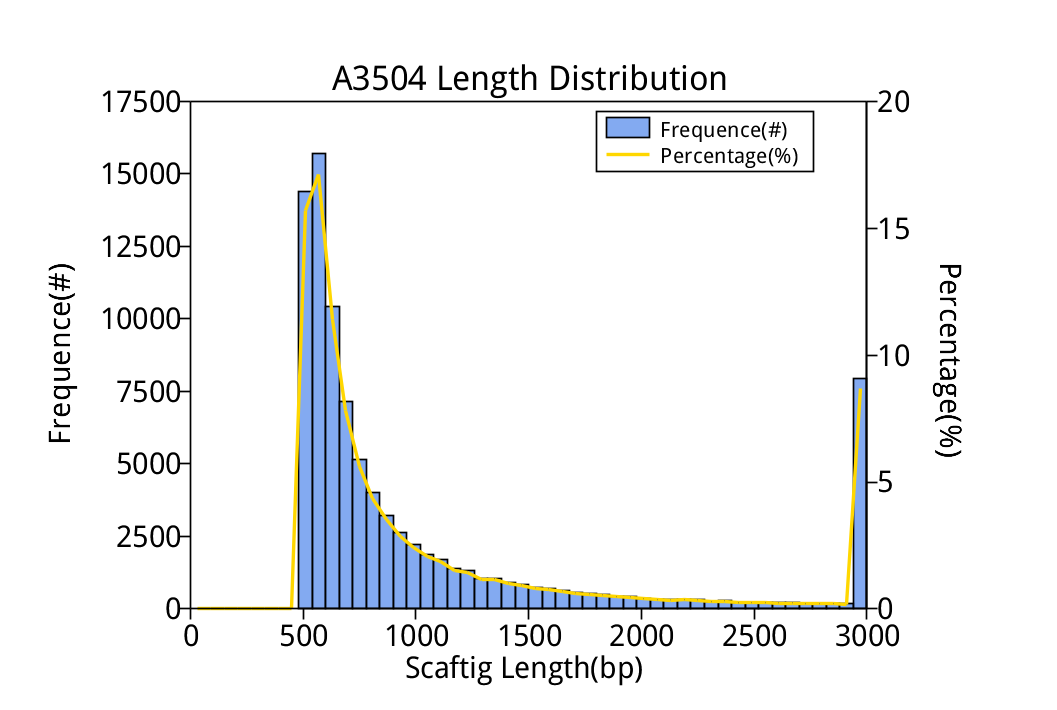 A3504 Length Distribution
Frequence(#)
Percentage(%)
17500
15000
12500
10000
7500
5000
2500
0
20
15
10
5
0
Frequence(#)
Percentage(%)
0 500 1000 1500 2000 2500 3000
Scaftig Length(bp)